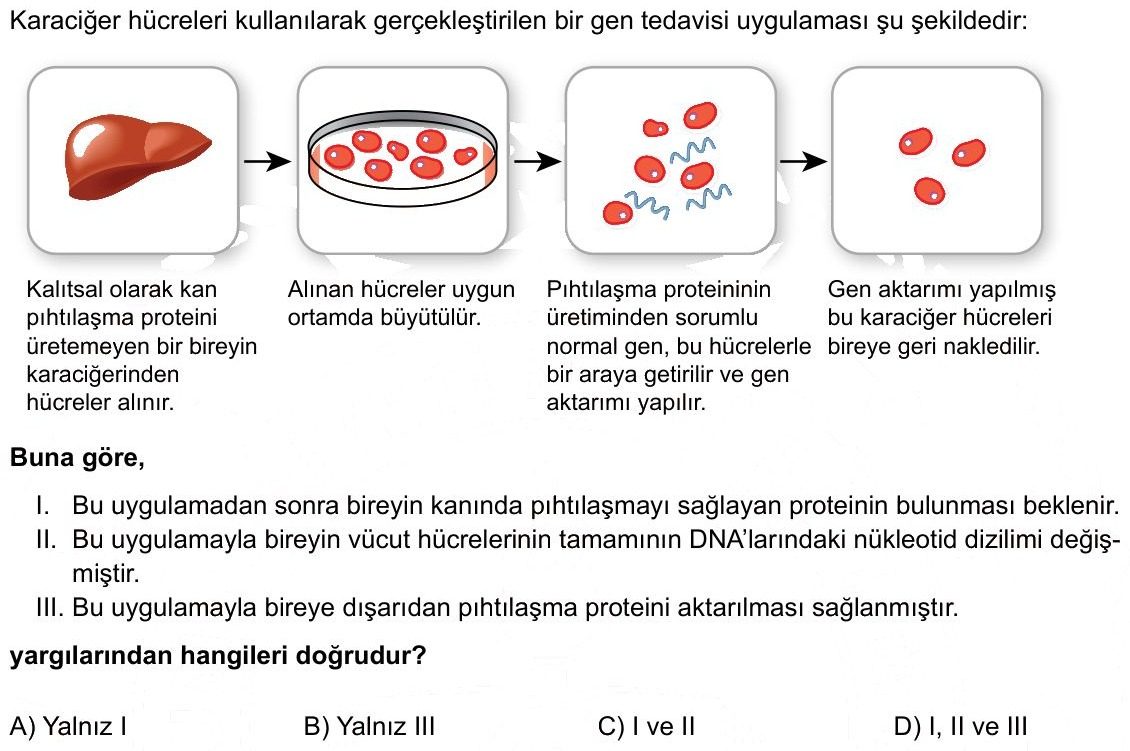 Karaciğer hücreleri kullanılarak gerçekleştirilen bir gen tedavisi uygulaması şu şekildedir:
Kalıtsal olarak kan
pıhtılaşma proteini
üretemeyen bir bireyin
karaciğerinden
hücreler alınır.
Alınan hücreler uygun
ortamda büyütülür.
Pıhtılaşma proteininin
üretiminden sorumlu
normal gen, bu hücrelerle
bir araya getirilir ve gen
aktarımı yapılır.
Gen aktarımı yapılmış
bu karaciğer hücreleri
bireye geri nakledilir.
Buna göre,
I. Bu uygulamadan sonra bireyin kanında pıhtılaşmayı sağlayan proteinin bulunması beklenir.
II. Bu uygulamayla bireyin vücut hücrelerinin tamamının DNA'larındaki nükleotid dizilimi değiş-
miştir.
III. Bu uygulamayla bireye dışarıdan pıhtılaşma proteini aktarılması sağlanmıştır.
yargılarından hangileri doğrudur?
A) Yalnız I
B) Yalnız III
C) I ve II
D) I, II ve III